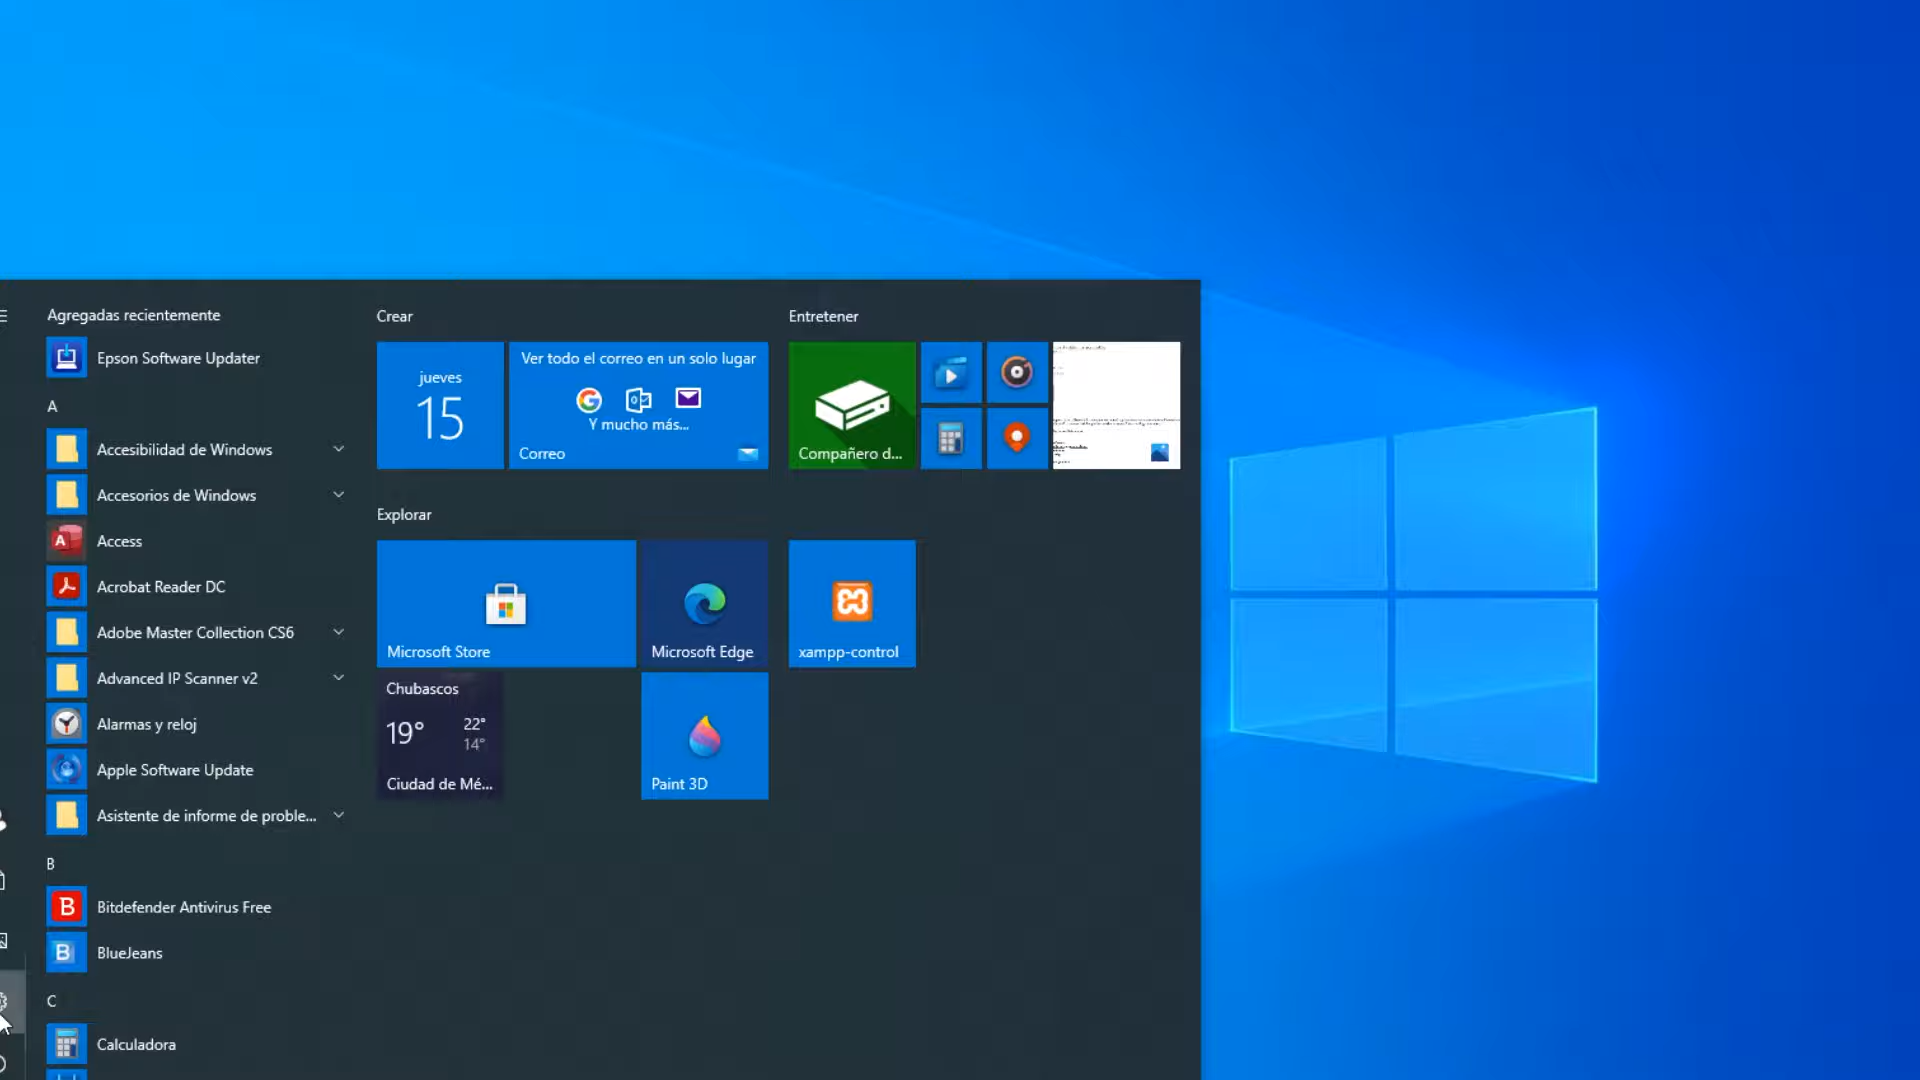 Agregadas recientemente
Epson Software Updater
A
Accesibilidad de Windows
Accesorios de Windows
Access
Acrobat Reader DC
Adobe Master Collection CS6
Advanced IP Scanner v2
Alarmas y reloj
Apple Software Update
Asistente de informe de proble...
B
Bitdefender Antivirus Free
BlueJeans
C
Calculadora
Crear
jueves
15
Ver todo el correo en un solo lugar
Y mucho más...
Correo
Explorar
Microsoft Store
Microsoft Edge
Chubascos
19° 22°
14°
Ciudad de Mé...
Paint 3D
Entretener
Compañero d...
xampp-control